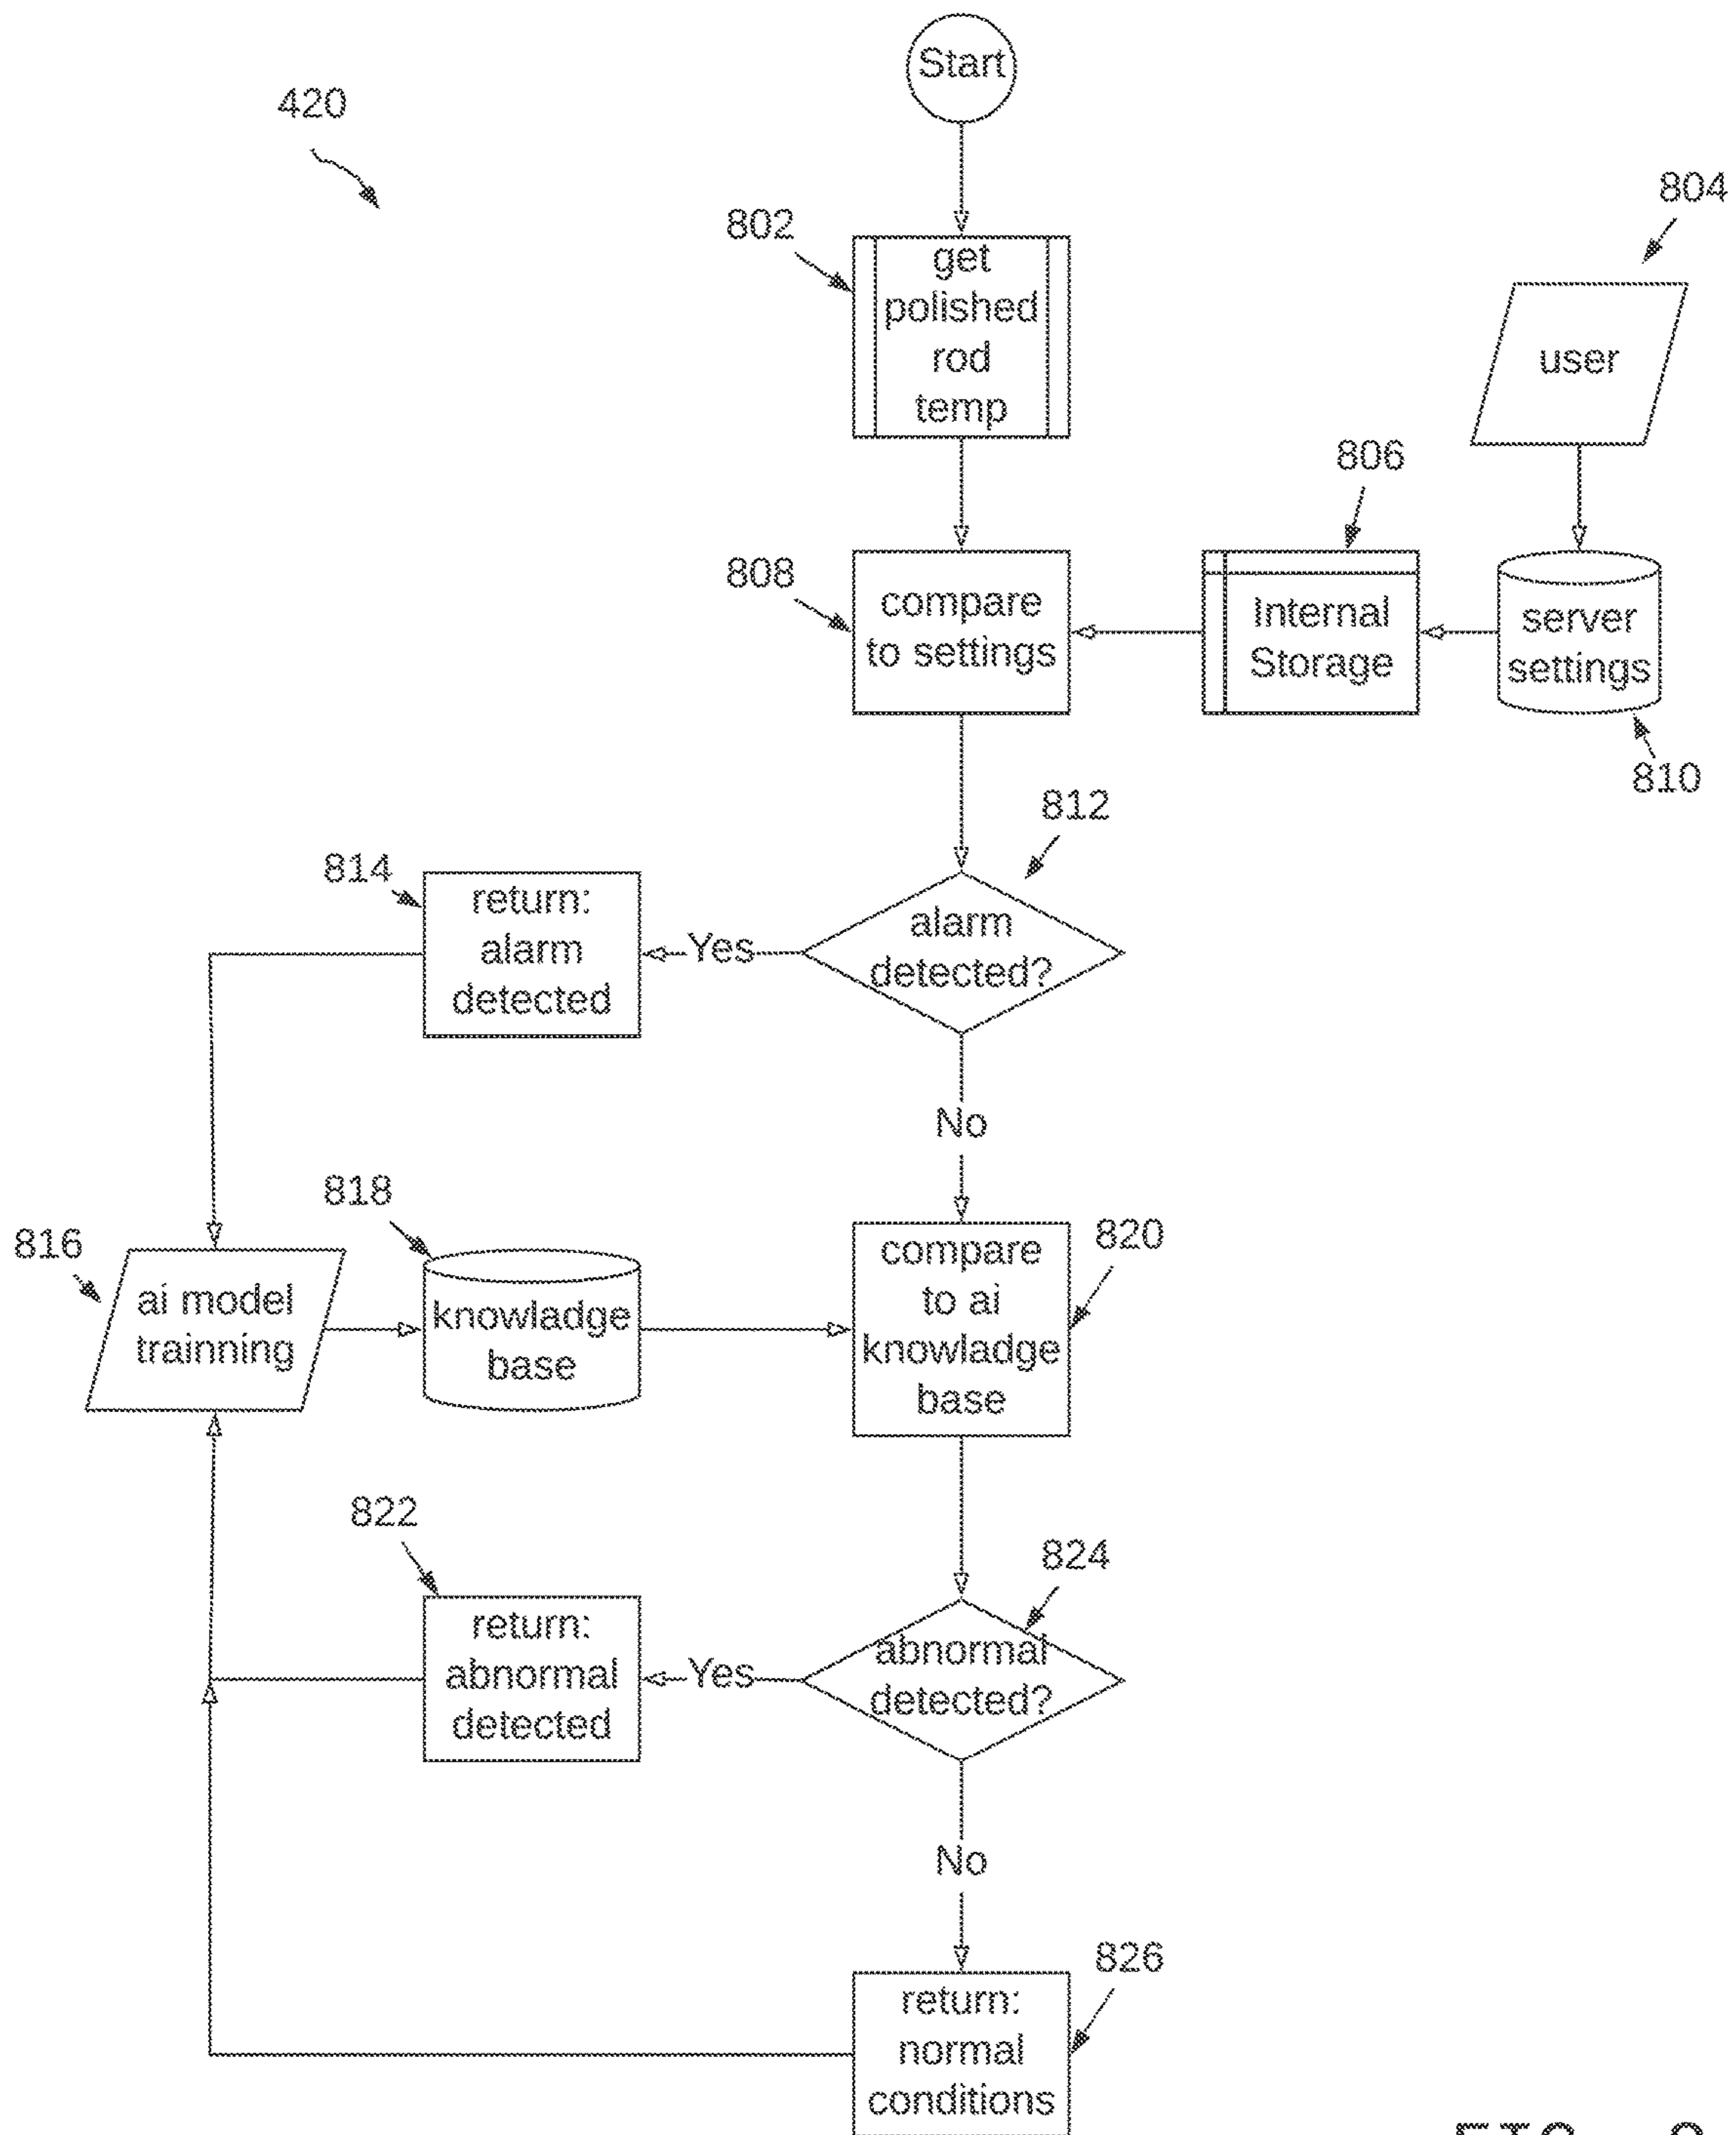 Start
420
804
802
get
polished
rod
temp
user
806
808
compare
to settings
Internal
Storage
server
settings
810
812
814
return:
alarm
detected
Yes
alarm
detected?
No
818
816
820
ai model
trainning
knowladge
base
compare
to ai
knowladge
base
822
824
return:
abnormal
detected
Yes
abnormal
detected?
No
826
return:
normal
conditions